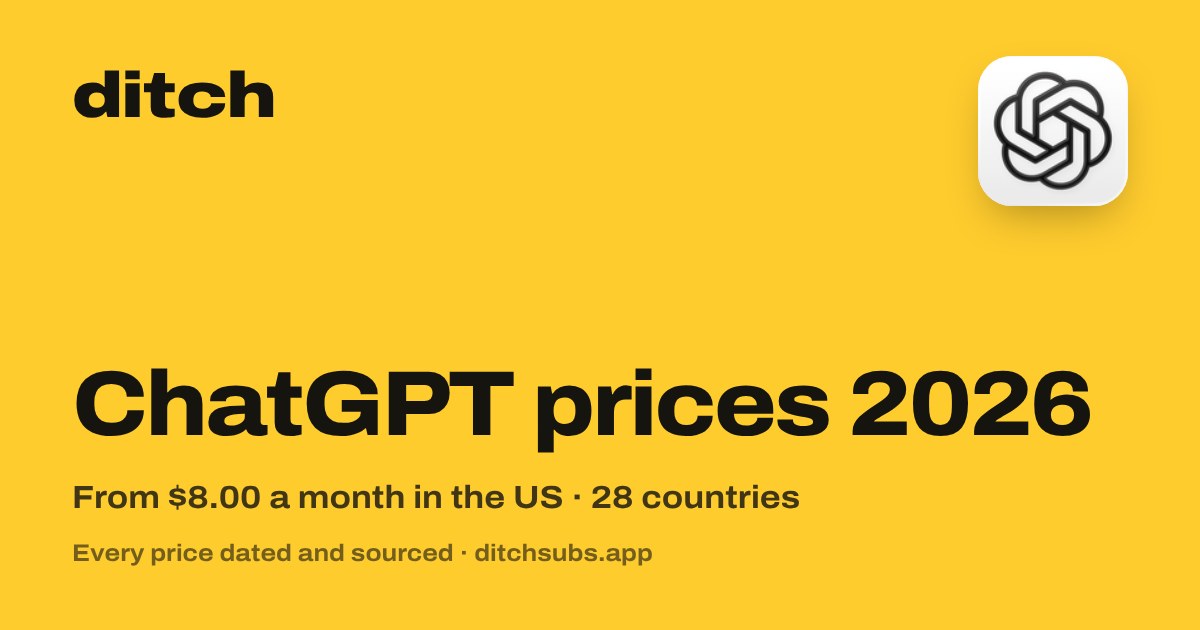 ditch
ChatGPT prices 2026
From $8.00 a month in the US · 28 countries
Every price dated and sourced · ditchsubs.app